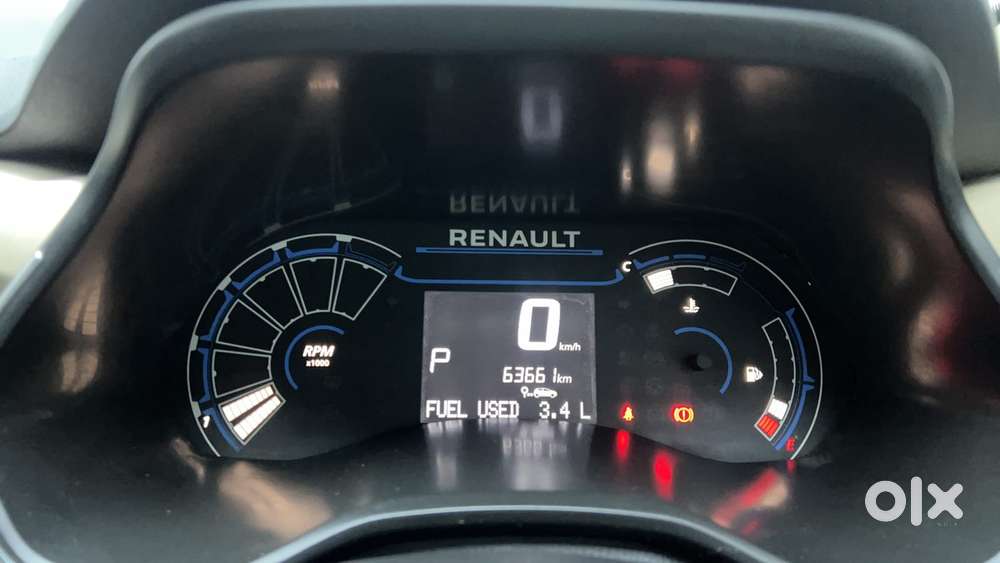 RENAULT
C
0 km/h
RPM
x1000
P
63661 km
FUEL USED 3.4 L
1
E
olx